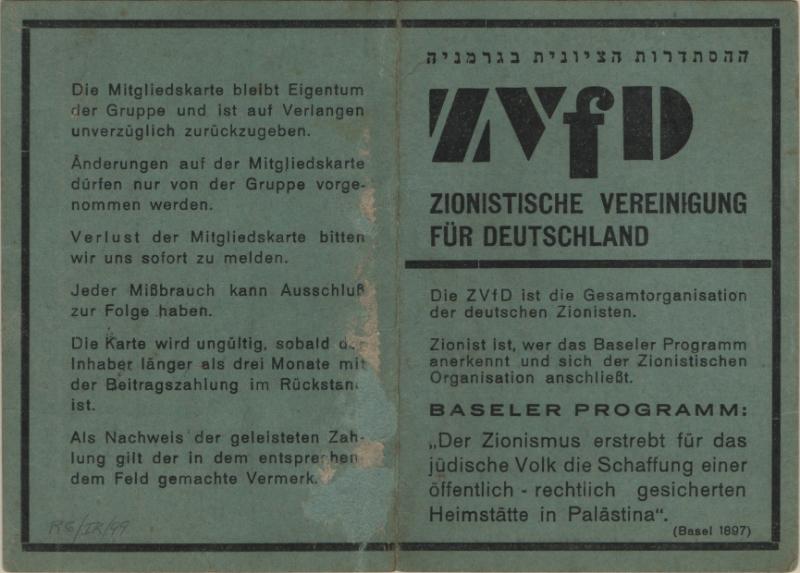 Die Mitgliedskarte bleibt Eigentum
der Gruppe und ist auf Verlangen
unverzüglich zurückzugeben.
Änderungen auf der Mitgliedskarte
dürfen nur von der Gruppe vorge-
nommen werden.
Verlust der Mitgliedskarte bitten
wir uns sofort zu melden.
Jeder Mißbrauch kann Ausschluß
zur Folge haben.
Die Karte wird ungültig, sobald der
Inhaber länger als drei Monate mit
der Beitragszahlung im Rückstan
ist.
Als Nachweis der geleisteten Zah-
lung gilt der in dem entsprechen
dem Feld gemachte Vermerk.
ההסתדרות הציונית בגרמניה
ZVfD
ZIONISTISCHE VEREINIGUNG
FÜR DEUTSCHLAND
Die ZVfD ist die Gesamtorganisation
der deutschen Zionisten.
Zionist ist, wer das Baseler Programm
anerkennt und sich der Zionistischen
Organisation anschließt.
BASELER PROGRAMM:
„Der Zionismus erstrebt für das
jüdische Volk die Schaffung einer
öffentlich - rechtlich gesicherten
Heimstätte in Palästina“.
(Basel 1897)